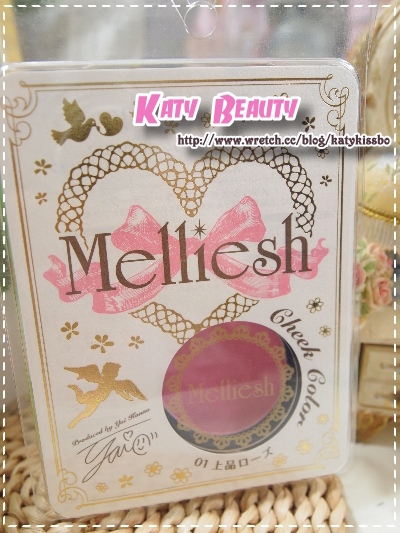 KATY BEAUTY
http://www.wretch.cc/blog/katykissbo
Melliesh
Cheek Color
Melliesh
Produced by Yui Kanno
Yui
01 上品ローズ